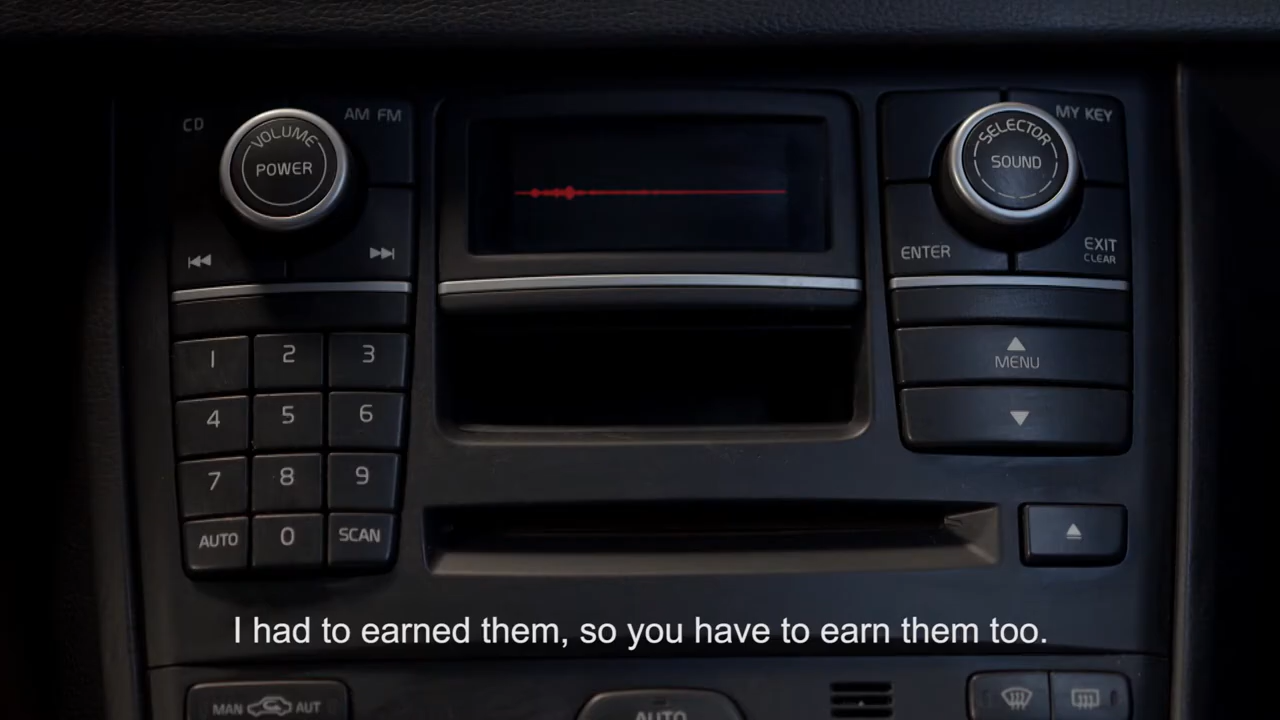 CD
VOLUME
POWER
AM FM
SELECTOR
SOUND
MY KEY
ENTER
EXIT
CLEAR
1 2 3
MENU
4 5 6
7 8 9
AUTO 0 SCAN
I had to earned them, so you have to earn them too.
MAN AUT
AUTO